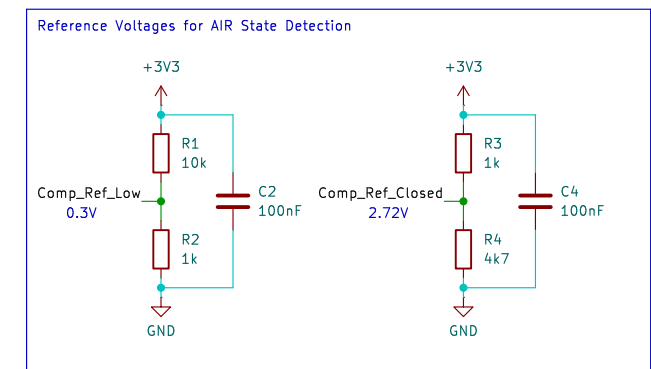 Reference Voltages for AIR State Detection
+3V3
+3V3
R1
10k
R3
1k
Comp_Ref_Low
0.3V
C2
100nF
Comp_Ref_Closed
2.72V
C4
100nF
R2
1k
R4
4k7
GND
GND